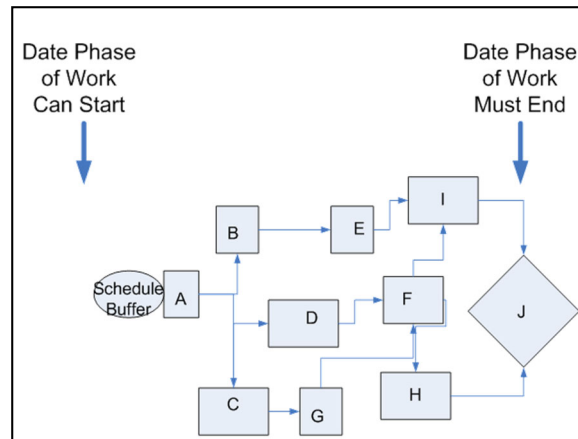 Date Phase
of Work
Can Start
Date Phase
of Work
Must End
I
B
E
Schedule
Buffer
A
F
D
J
H
C
G